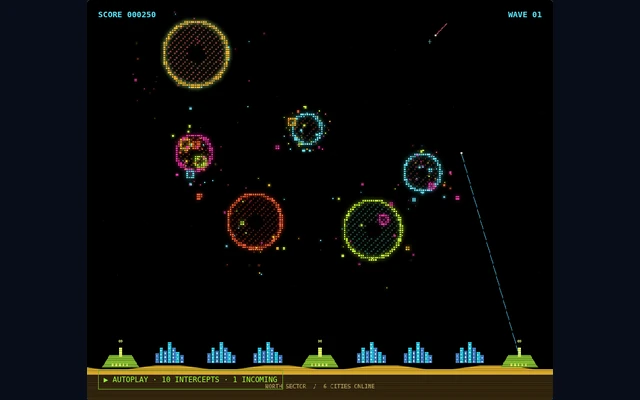 SCORE 000250
WAVE 01
▶ AUTOPLAY · 10 INTERCEPTS · 1 INCOMING
NORTH SECTOR / 6 CITIES ONLINE